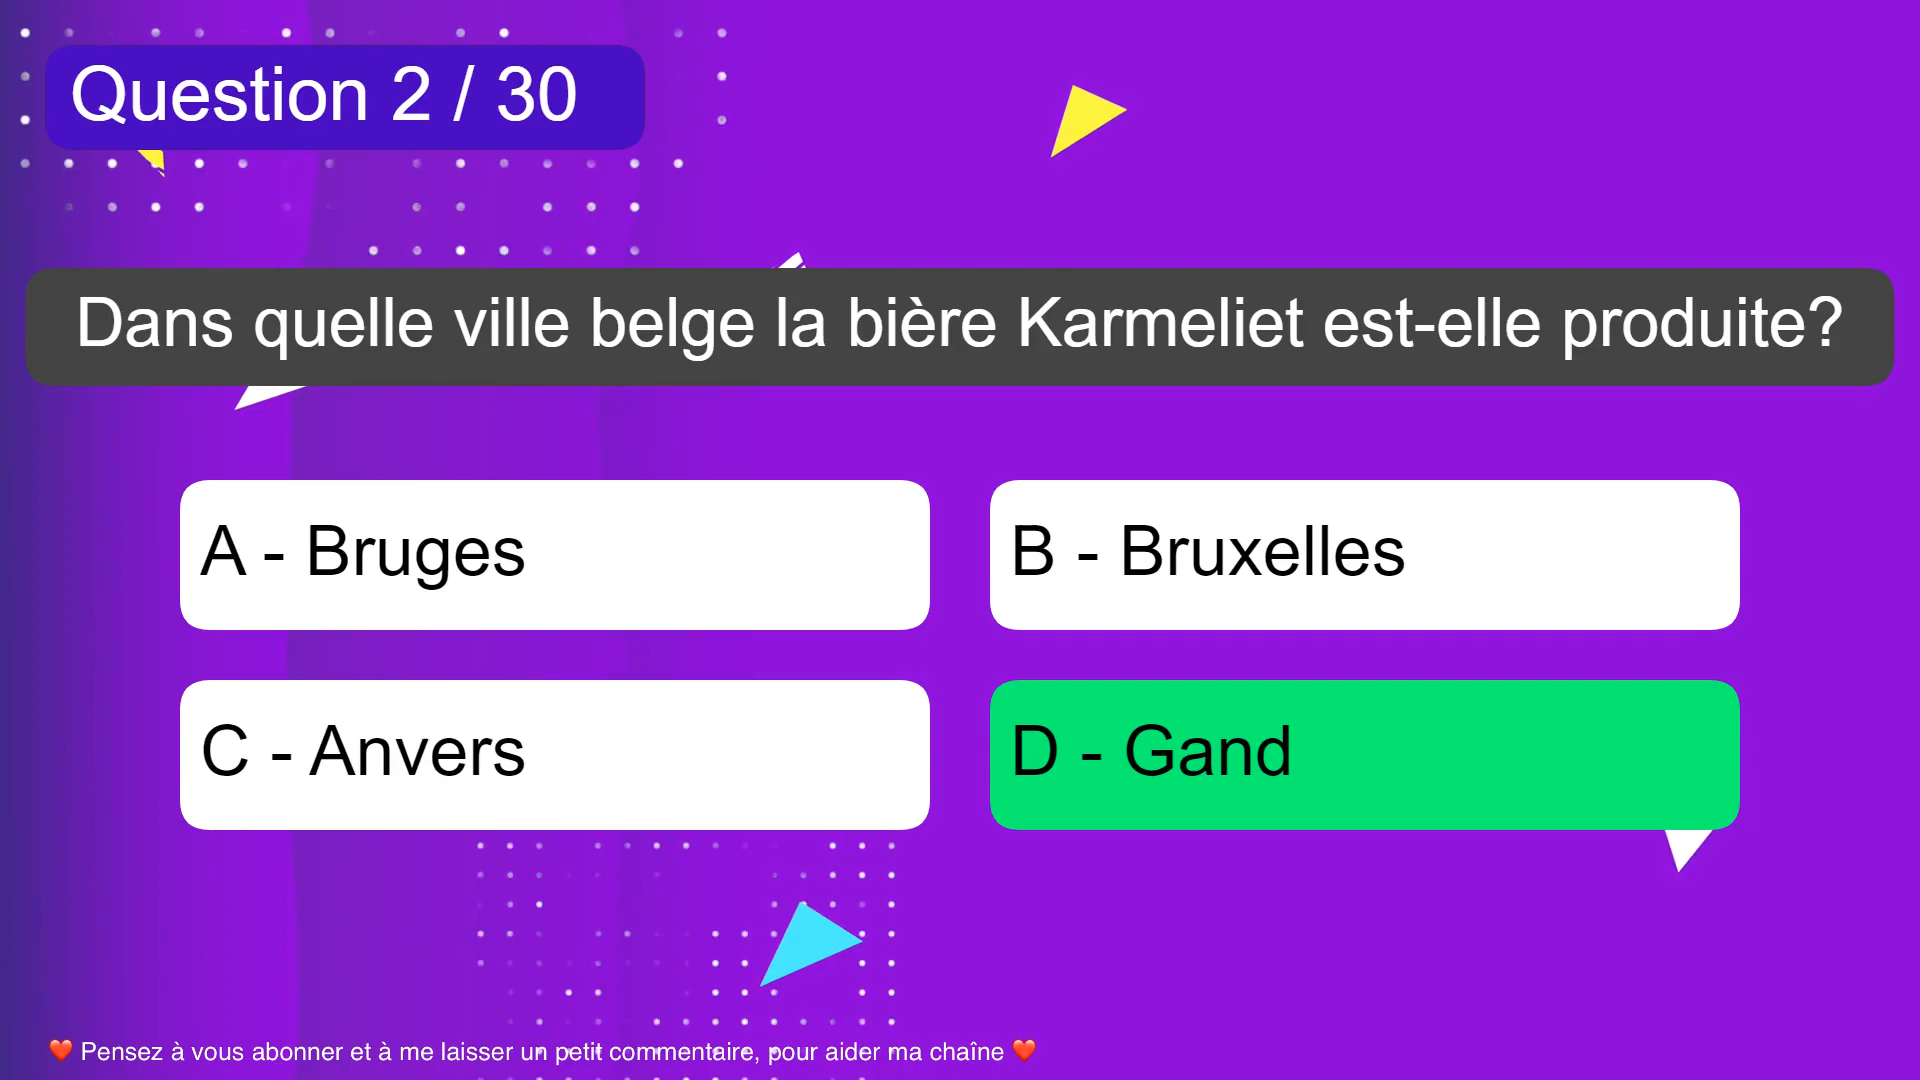 Question 2 / 30
Dans quelle ville belge la bière Karmeliet est-elle produite?
A - Bruges
B - Bruxelles
C - Anvers
D - Gand
❤️ Pensez à vous abonner et à me laisser un petit commentaire, pour aider ma chaîne ❤️